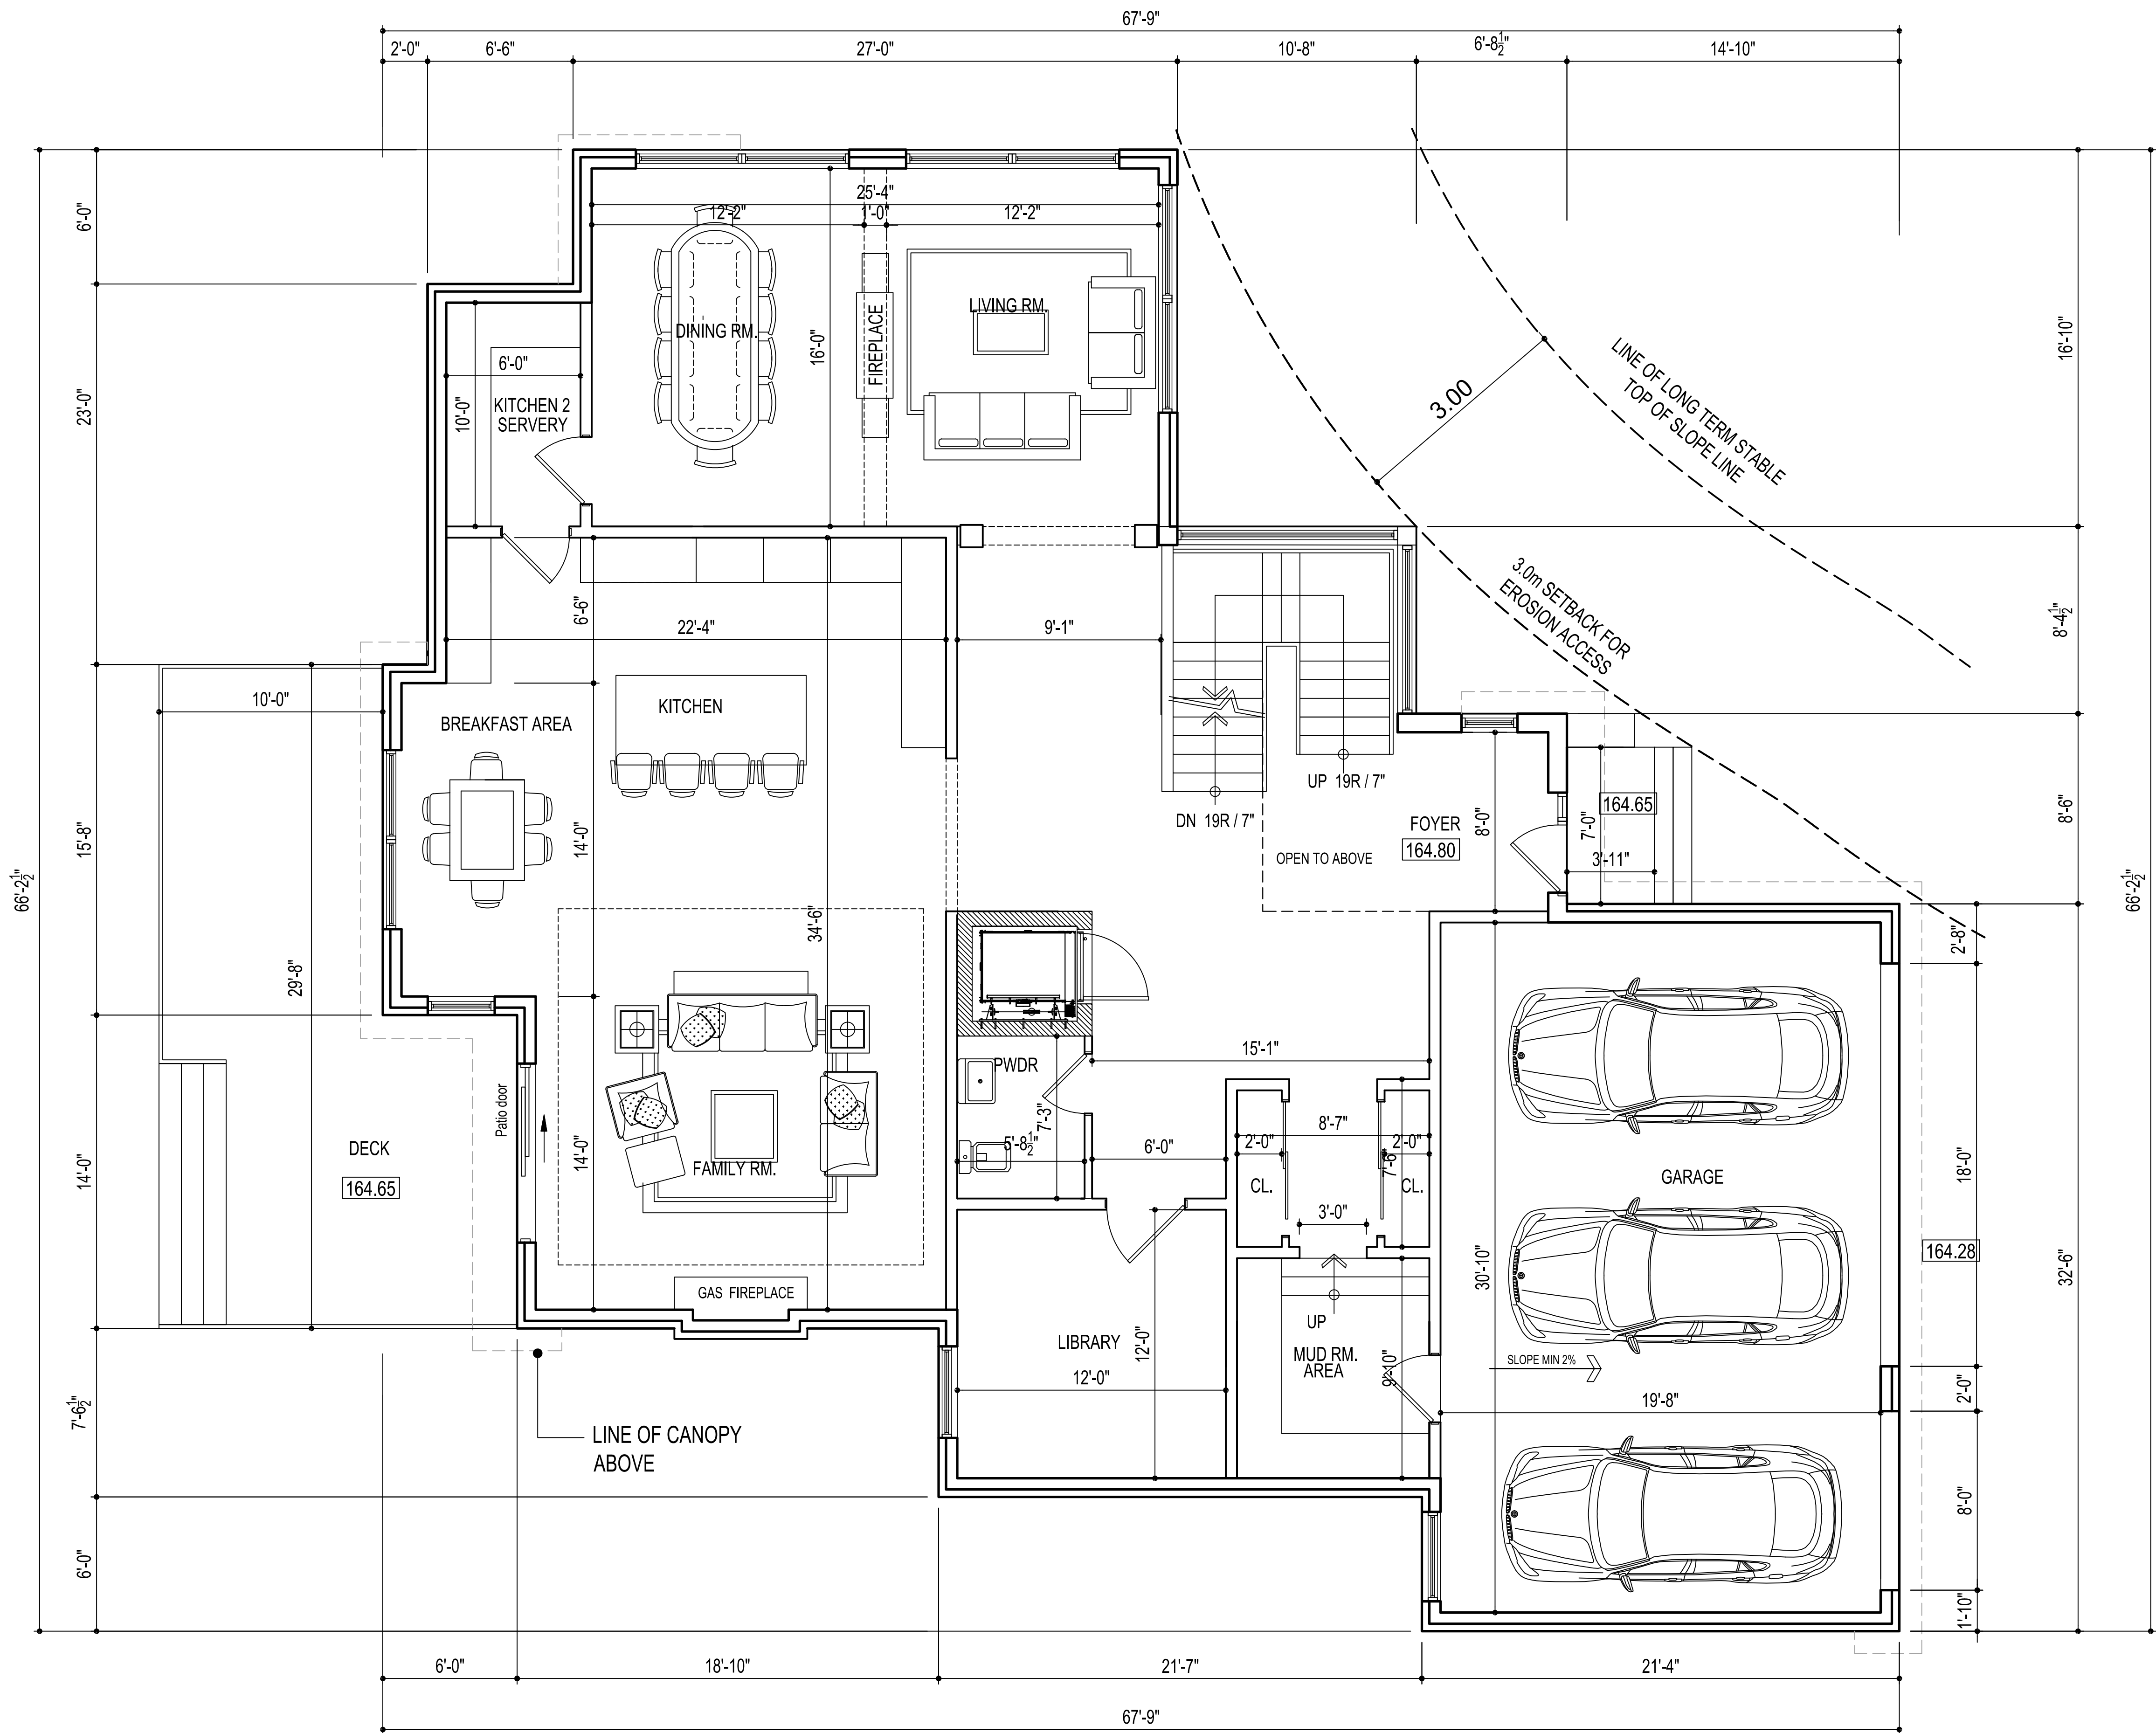 67'-9"
2'-0"
6'-6"
27'-0"
10'-8"
6'-8½"
14'-10"
6'-0"
25'-4"
12'-2"
1'-0"
12'-2"
LIVING RM.
DINING RM.
FIREPLACE
16'-0"
16'-10"
LINE OF LONG TERM STABLE
TOP OF SLOPE LINE
3.00
23'-0"
6'-0"
10'-0"
KITCHEN 2
SERVERY
3.0m SETBACK FOR
EROSION ACCESS
6'-6"
22'-4"
9'-1"
8'-4½"
10'-0"
BREAKFAST AREA
KITCHEN
UP 19R / 7"
DN 19R / 7"
FOYER
164.80
8'-0"
164.65
7'-0"
3'-11"
8'-6"
OPEN TO ABOVE
15'-8"
14'-0"
66'-2½"
66'-2½"
34'-6"
29'-8"
2'-8"
15'-1"
PWDR
7'-3"
5'-8½"
6'-0"
8'-7"
2'-0"
2'-0"
7'-6"
CL.
CL.
3'-0"
Patio door
DECK
164.65
14'-0"
14'-0"
FAMILY RM.
GARAGE
18'-0"
164.28
30'-10"
32'-6"
GAS FIREPLACE
UP
LIBRARY
12'-0"
12'-0"
MUD RM.
AREA
9'-10"
SLOPE MIN 2%
19'-8"
2'-0"
7'-6½"
LINE OF CANOPY
ABOVE
8'-0"
6'-0"
1'-10"
6'-0"
18'-10"
21'-7"
21'-4"
67'-9"